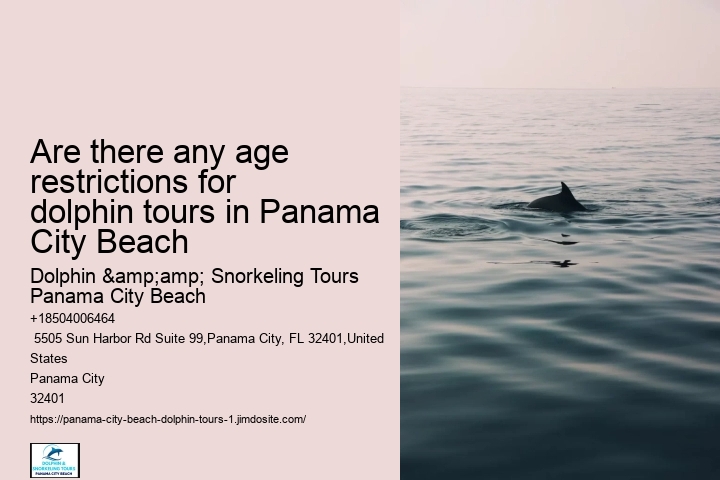 Are there any age
restrictions for
dolphin tours in Panama
City Beach
Dolphin &amp;amp; Snorkeling Tours
Panama City Beach
+18504006464
5505 Sun Harbor Rd Suite 99,Panama City, FL 32401,United
States
Panama City
32401
https://panama-city-beach-dolphin-tours-1.jimdosite.com/
DOLPHIN &
SNORKELING TOURS
PANAMA CITY BEACH